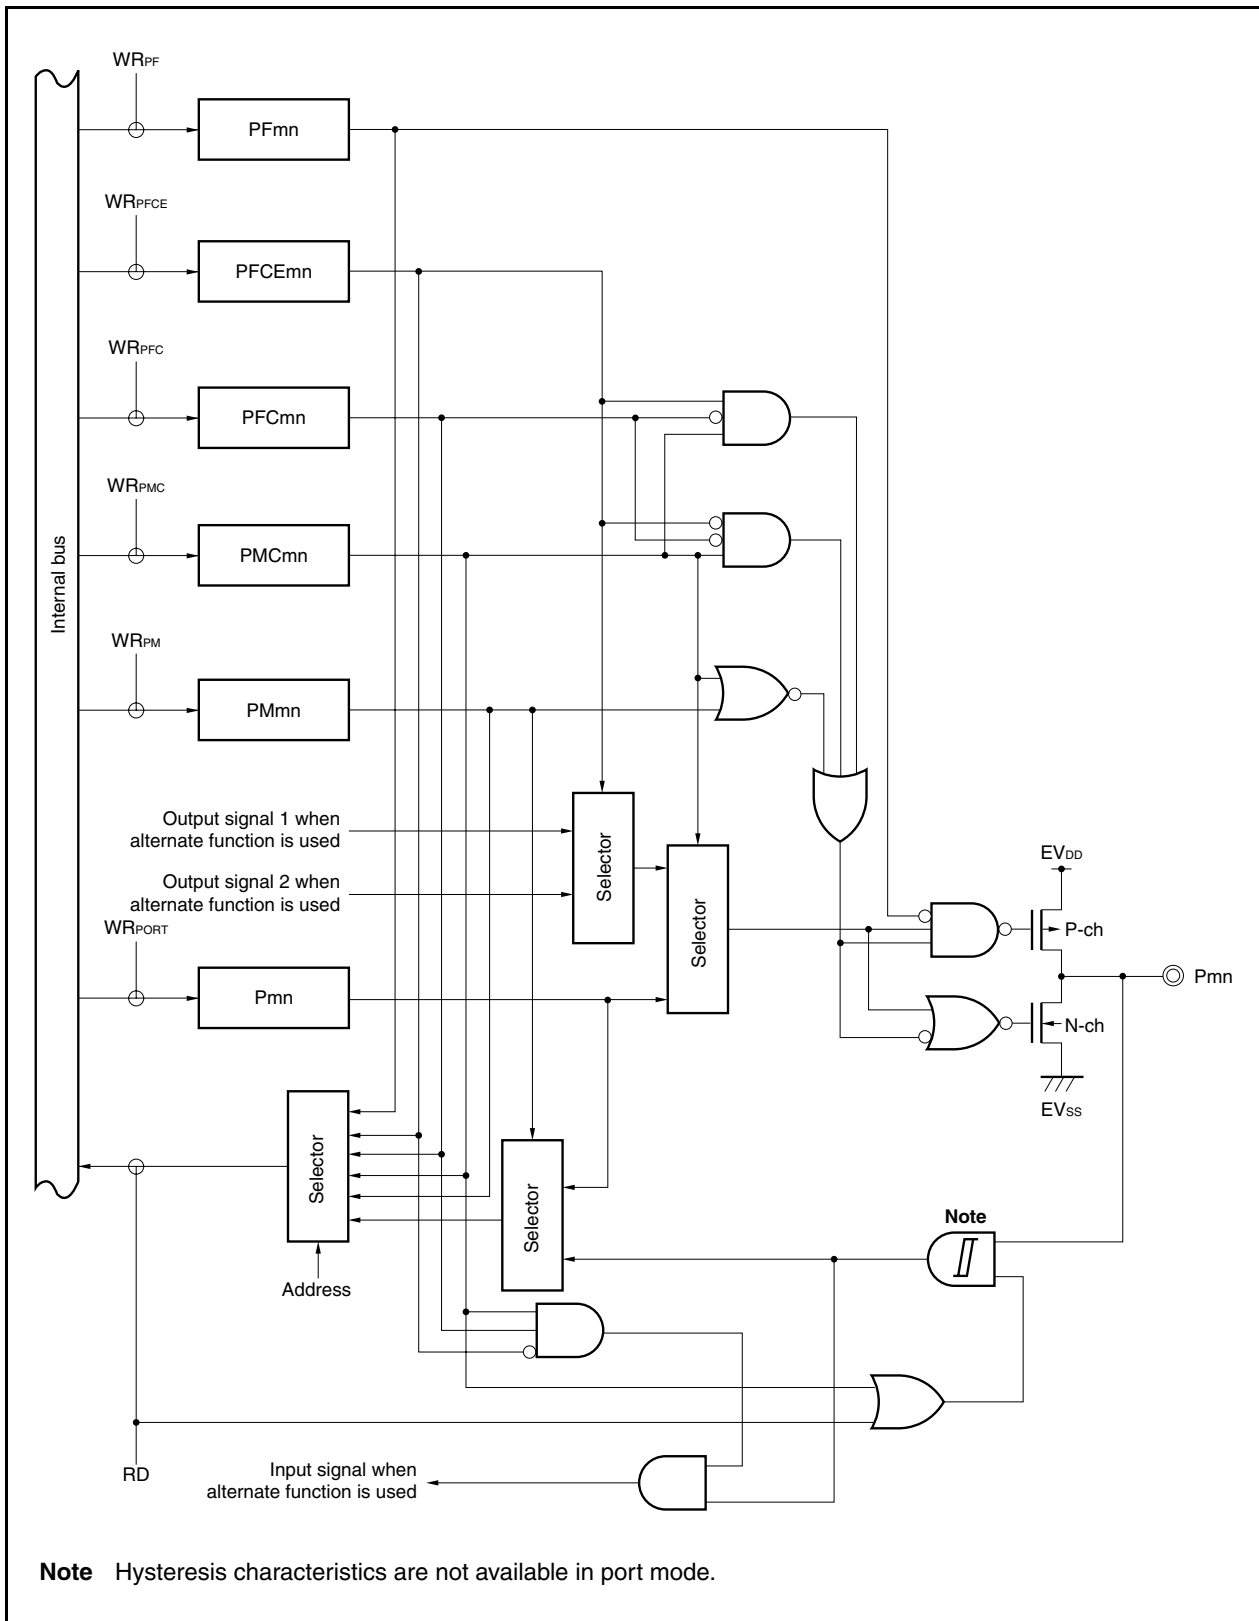 WRPF
PFmn
WRPFCE
PFCEmn
WRPFC
PFCmn
WRPMC
PMCmn
Internal bus
WRPM
PMmn
Output signal 1 when
alternate function is used
Output signal 2 when
alternate function is used
Selector
Selector
WRPORT
Pmn
EVDD
P-ch
Pmn
N-ch
EVSS
Selector
Selector
Address
Note
RD
Input signal when
alternate function is used
Note Hysteresis characteristics are not available in port mode.